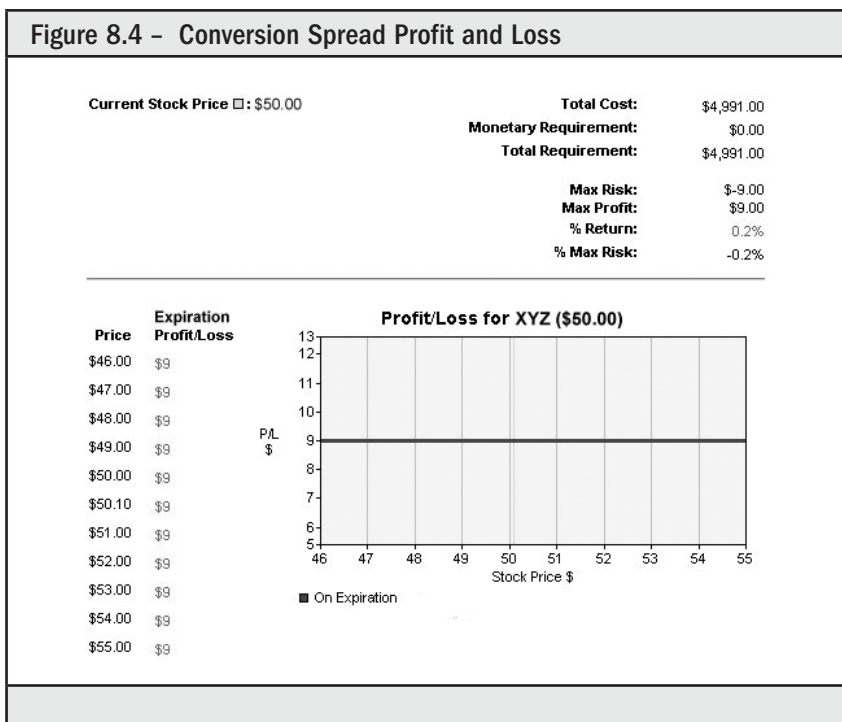 Figure 8.4 – Conversion Spread Profit and Loss
Current Stock Price □: $50.00
Total Cost: $4,991.00
Monetary Requirement: $0.00
Total Requirement: $4,991.00
Max Risk: $-9.00
Max Profit: $9.00
% Return: 0.2%
% Max Risk: -0.2%
Price Expiration Profit/Loss
$46.00 $9
$47.00 $9
$48.00 $9
$49.00 $9
$50.00 $9
$50.10 $9
$51.00 $9
$52.00 $9
$53.00 $9
$54.00 $9
$55.00 $9
Profit/Loss for XYZ ($50.00)
P/L $
13
12
11
10
9
8
7
6
5
46 47 48 49 50 51 52 53 54 55
Stock Price $
On Expiration